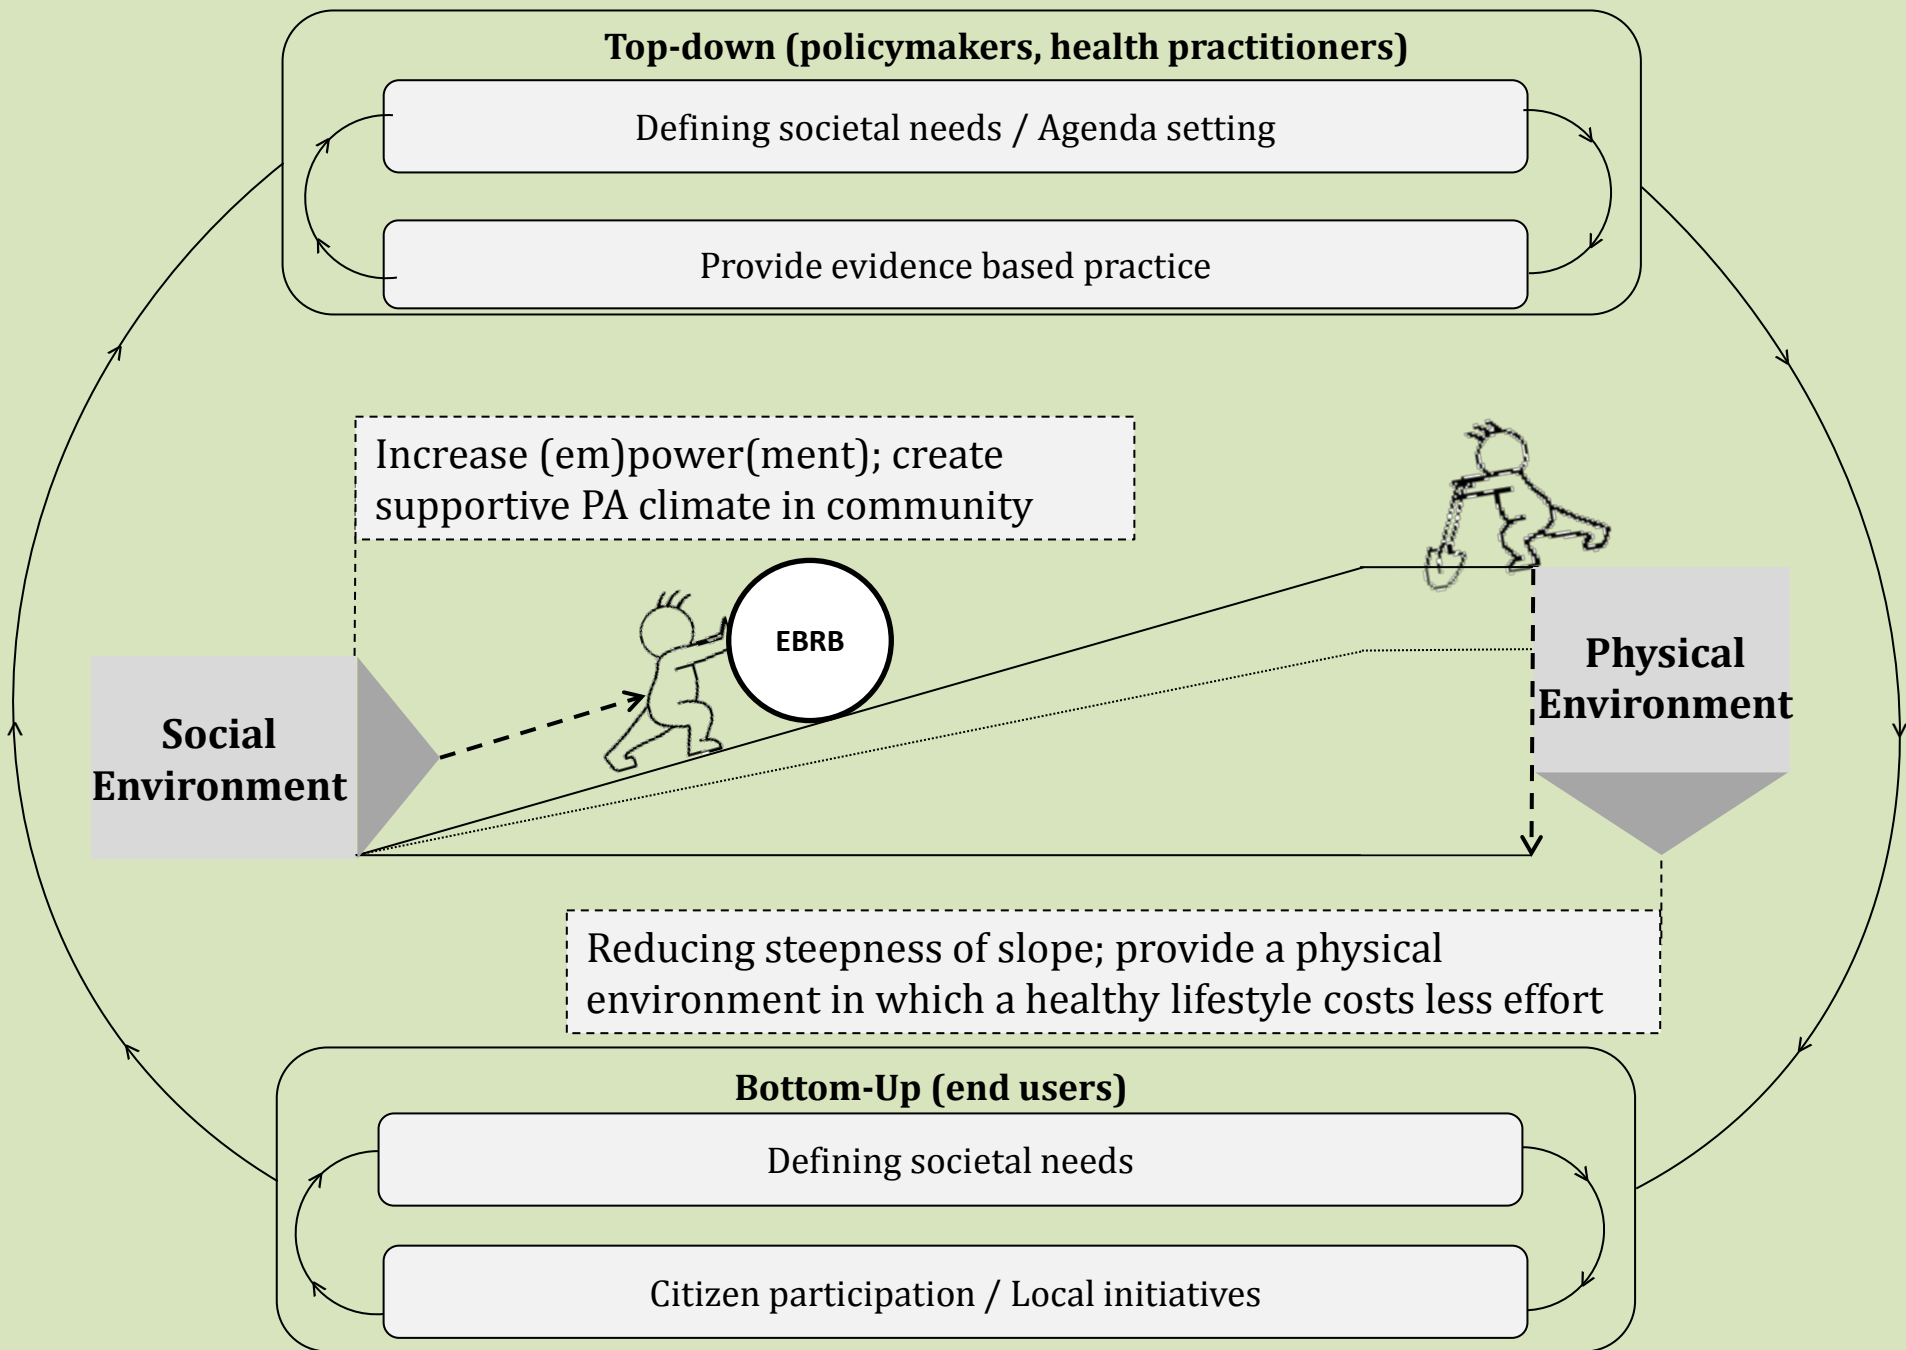 Top-down (policymakers, health practitioners)
Defining societal needs / Agenda setting
Provide evidence based practice
Increase (em)power(ment); create
supportive PA climate in community
EBRB
Physical
Environment
Social
Environment
Reducing steepness of slope; provide a physical
environment in which a healthy lifestyle costs less effort
Bottom-Up (end users)
Defining societal needs
Citizen participation / Local initiatives